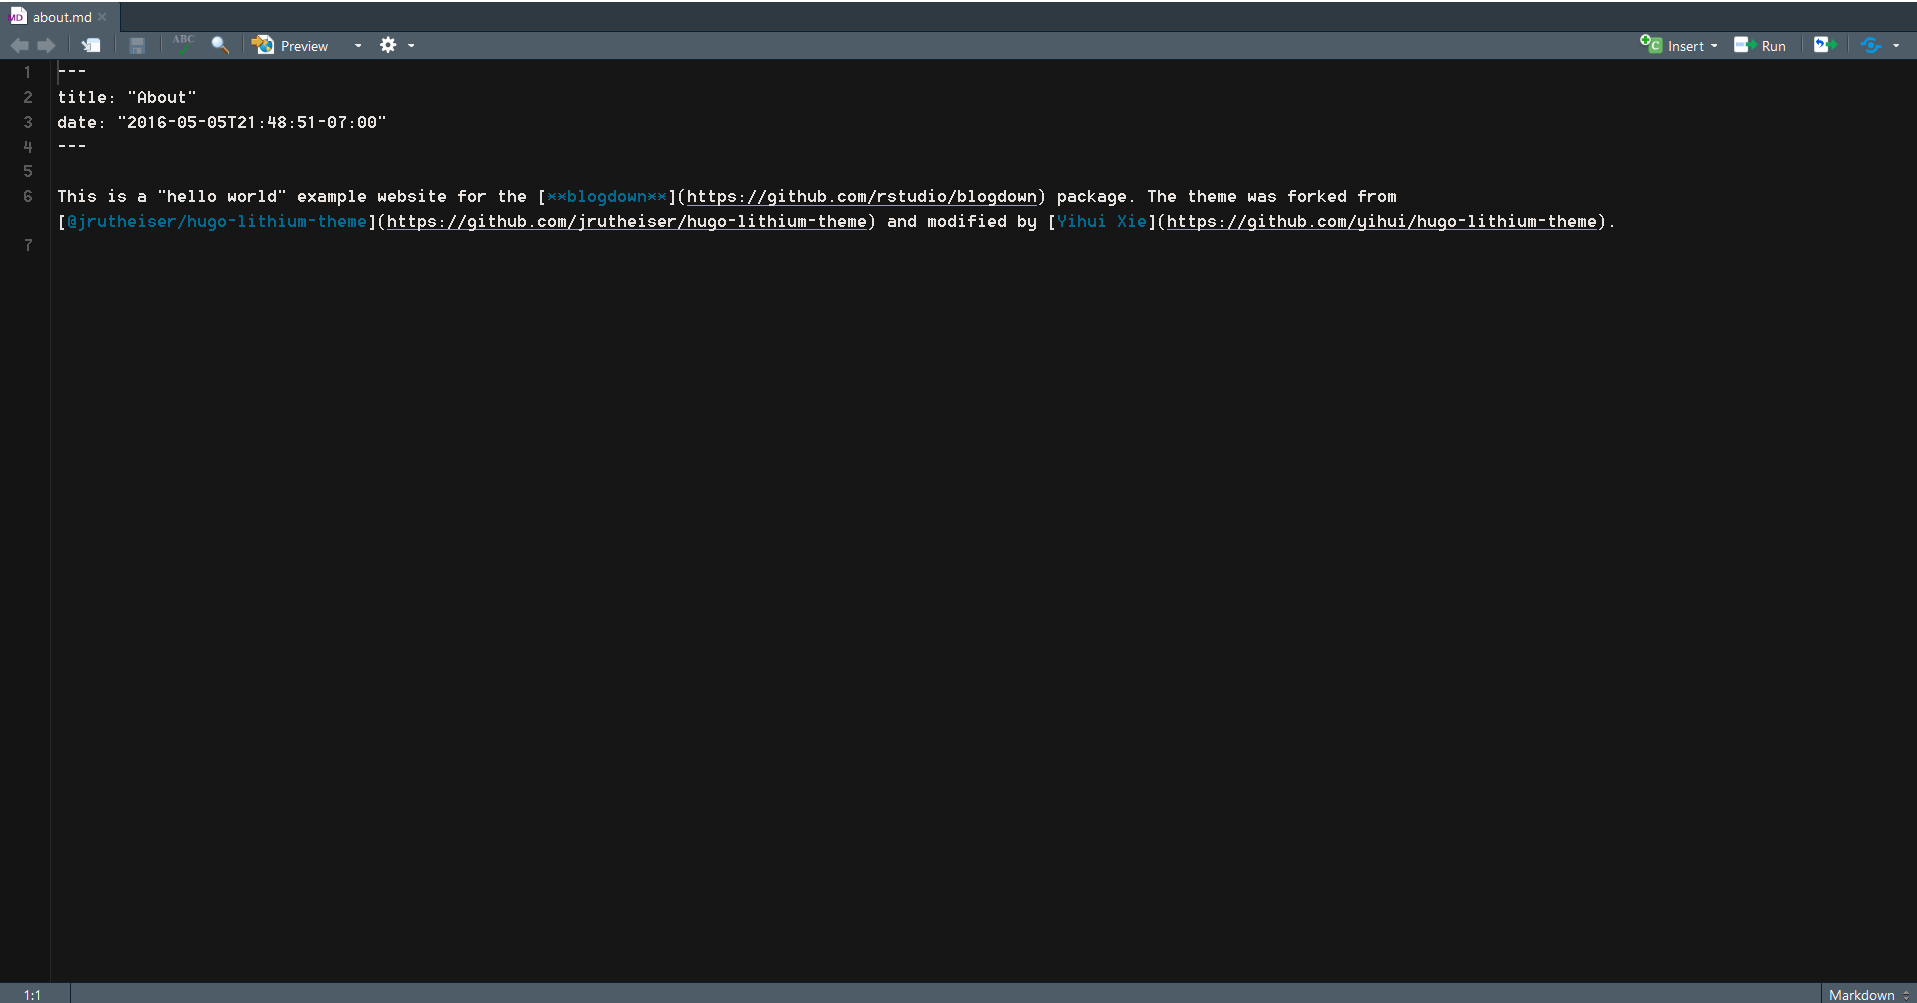 about.md
ABC Preview Insert Run
1 ---
2 title: "About"
3 date: "2016-05-05T21:48:51-07:00"
4 ---
5
6 This is a "hello world" example website for the [**blogdown**](https://github.com/rstudio/blogdown) package. The theme was forked from
[@jrutheiser/hugo-lithium-theme](https://github.com/jrutheiser/hugo-lithium-theme) and modified by [Yihui Xie](https://github.com/yihui/hugo-lithium-theme).
7
1:1 Markdown